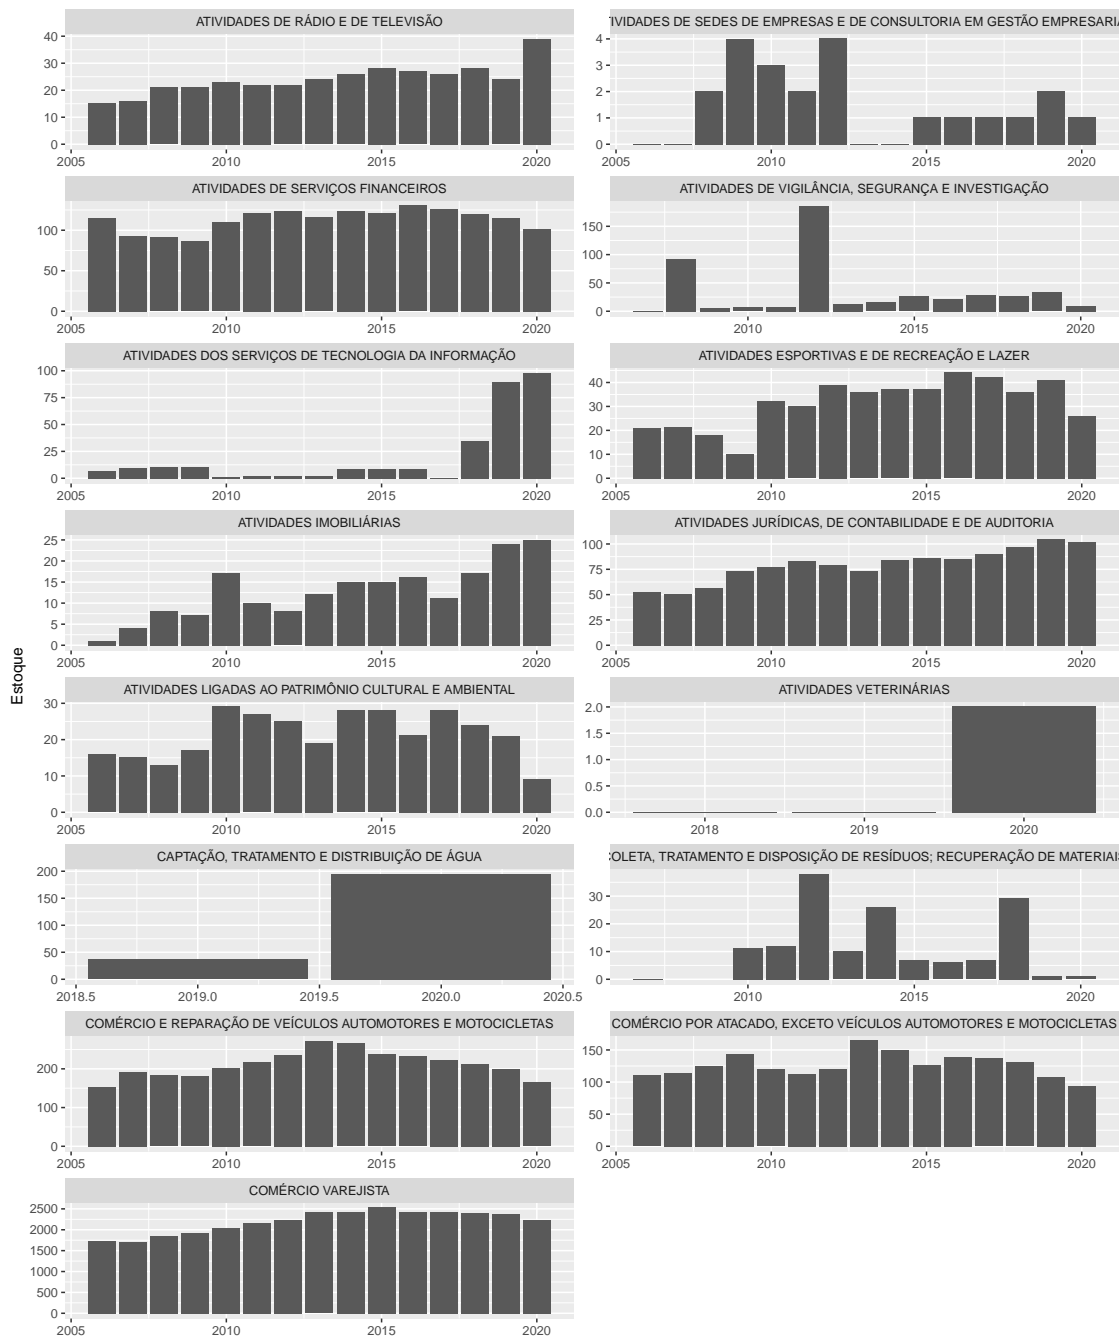 ATIVIDADES DE RÁDIO E DE TELEVISÃO
40
30
20
10
0
2005 2010 2015 2020
TIVIDADES DE SEDES DE EMPRESAS E DE CONSULTORIA EM GESTÃO EMPRESARIA
4
3
2
1
0
2005 2010 2015 2020
ATIVIDADES DE SERVIÇOS FINANCEIROS
100
50
0
2005 2010 2015 2020
ATIVIDADES DE VIGILÂNCIA, SEGURANÇA E INVESTIGAÇÃO
150
100
50
0
2010 2015 2020
ATIVIDADES DOS SERVIÇOS DE TECNOLOGIA DA INFORMAÇÃO
100
75
50
25
0
2005 2010 2015 2020
ATIVIDADES ESPORTIVAS E DE RECREAÇÃO E LAZER
40
30
20
10
0
2005 2010 2015 2020
ATIVIDADES IMOBILIÁRIAS
25
20
15
10
5
0
2005 2010 2015 2020
ATIVIDADES JURÍDICAS, DE CONTABILIDADE E DE AUDITORIA
100
75
50
25
0
2005 2010 2015 2020
Estoque
ATIVIDADES LIGADAS AO PATRIMÔNIO CULTURAL E AMBIENTAL
30
20
10
0
2005 2010 2015 2020
ATIVIDADES VETERINÁRIAS
2.0
1.5
1.0
0.5
0.0
2018 2019 2020
CAPTAÇÃO, TRATAMENTO E DISTRIBUIÇÃO DE ÁGUA
200
150
100
50
0
2018.5 2019.0 2019.5 2020.0 2020.5
COLETA, TRATAMENTO E DISPOSIÇÃO DE RESÍDUOS; RECUPERAÇÃO DE MATERIAIS
30
20
10
0
2010 2015 2020
COMÉRCIO E REPARAÇÃO DE VEÍCULOS AUTOMOTORES E MOTOCICLETAS
200
100
0
2005 2010 2015 2020
COMÉRCIO POR ATACADO, EXCETO VEÍCULOS AUTOMOTORES E MOTOCICLETAS
150
100
50
0
2005 2010 2015 2020
COMÉRCIO VAREJISTA
2500
2000
1500
1000
500
0
2005 2010 2015 2020